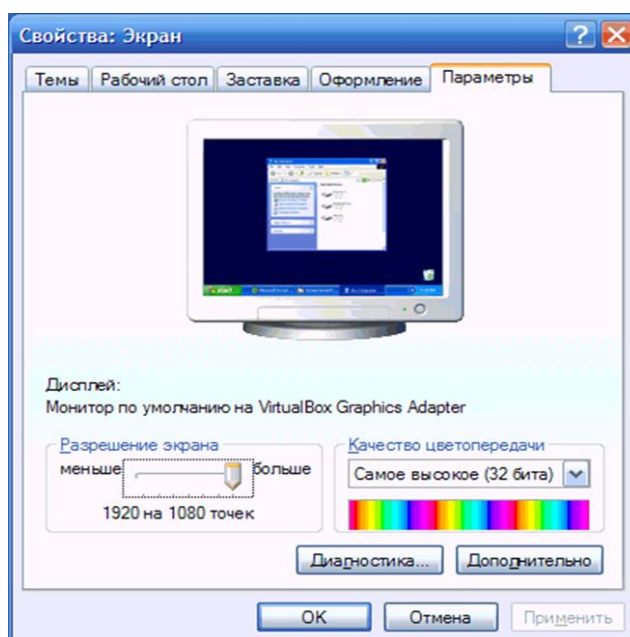 Свойства: Экран
Темы Рабочий стол Заставка Оформление Параметры
Дисплей:
Монитор по умолчанию на VirtualBox Graphics Adapter
Разрешение экрана
меньше больше
1920 на 1080 точек
Качество цветопередачи
Самое высокое (32 бита)
Диагностика... Дополнительно
OK Отмена Применить